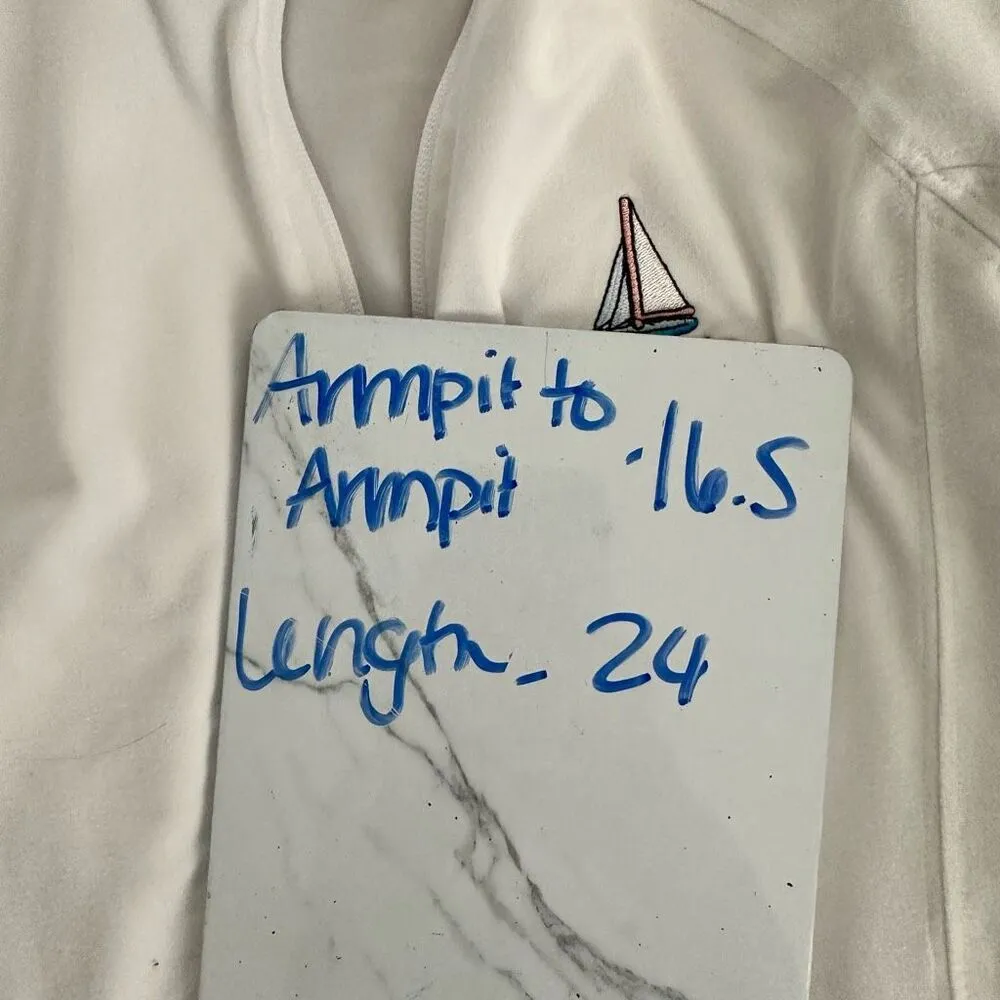 Armpit to
Armpit - 16.5
Length - 24